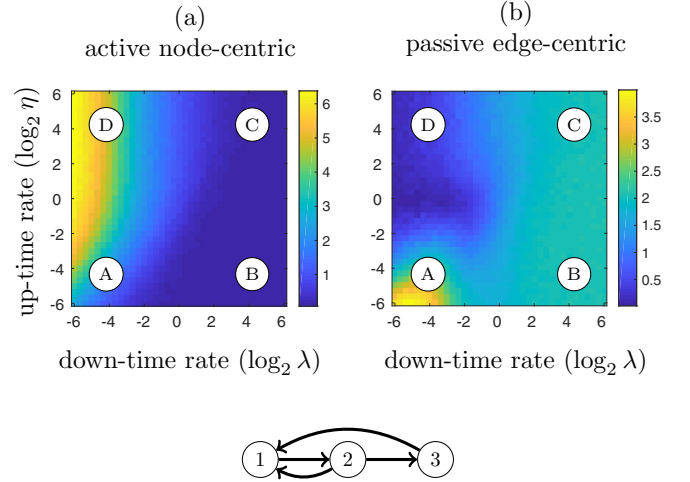 (a)
active node-centric
(b)
passive edge-centric
up-time rate (log₂ η)
6
4
2
0
-2
-4
-6
D
C
A
B
-6 -4 -2 0 2 4 6
down-time rate (log₂ λ)
6
5
4
3
2
1
6
4
2
0
-2
-4
-6
D
C
A
B
-6 -4 -2 0 2 4 6
down-time rate (log₂ λ)
3.5
3
2.5
2
1.5
1
0.5
1 2 3